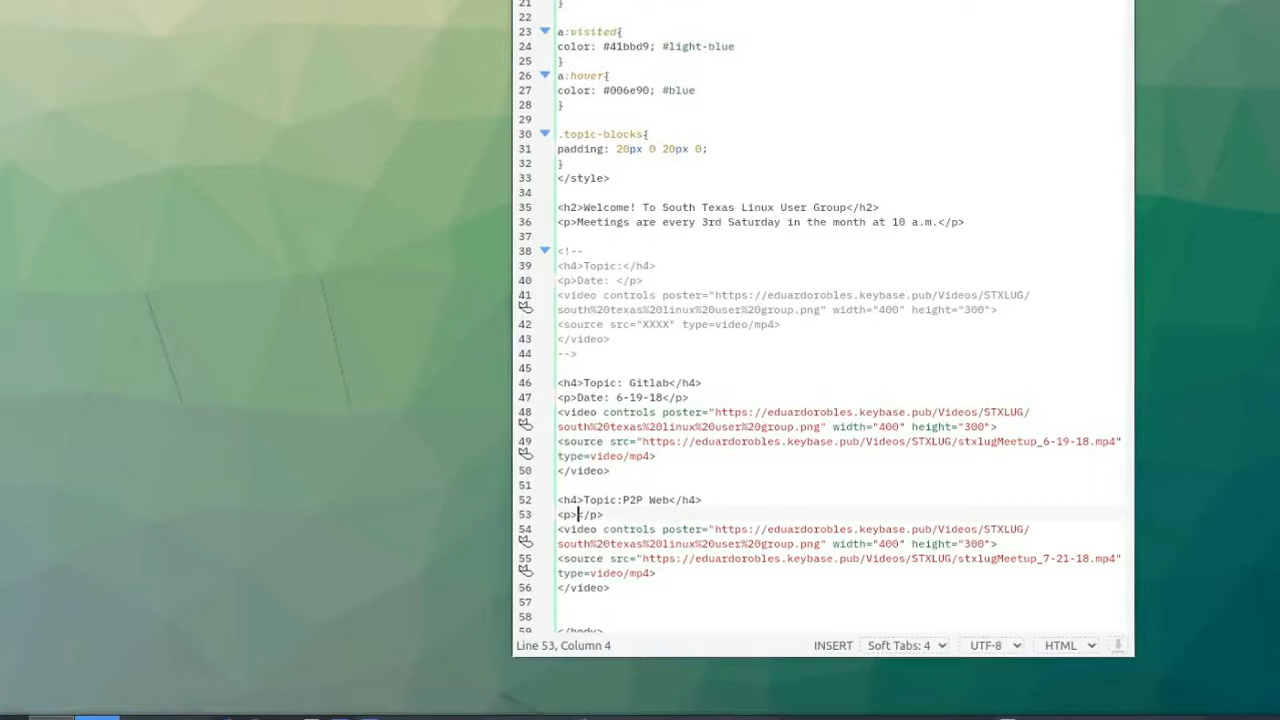 21 }
22
23 a:visited{
24 color: #41bbd9; #light-blue
25 }
26 a:hover{
27 color: #006e90; #blue
28 }
29
30 .topic-blocks{
31 padding: 20px 0 20px 0;
32 }
33 </style>
34
35 <h2>Welcome! To South Texas Linux User Group</h2>
36 <p>Meetings are every 3rd Saturday in the month at 10 a.m.</p>
37
38 <!--
39 <h4>Topic:</h4>
40 <p>Date: </p>
41 <video controls poster="https://eduardorobles.keybase.pub/Videos/STXLUG/
south%20texas%20linux%20user%20group.png" width="400" height="300">
42 <source src="XXXX" type=video/mp4>
43 </video>
44 -->
45
46 <h4>Topic: Gitlab</h4>
47 <p>Date: 6-19-18</p>
48 <video controls poster="https://eduardorobles.keybase.pub/Videos/STXLUG/
south%20texas%20linux%20user%20group.png" width="400" height="300">
49 <source src="https://eduardorobles.keybase.pub/Videos/STXLUG/stxlugMeetup_6-19-18.mp4"
type=video/mp4>
50 </video>
51
52 <h4>Topic:P2P Web</h4>
53 <p></p>
54 <video controls poster="https://eduardorobles.keybase.pub/Videos/STXLUG/
south%20texas%20linux%20user%20group.png" width="400" height="300">
55 <source src="https://eduardorobles.keybase.pub/Videos/STXLUG/stxlugMeetup_7-21-18.mp4"
type=video/mp4>
56 </video>
57
58
59 </body>
Line 53, Column 4 INSERT Soft Tabs: 4 UTF-8 HTML